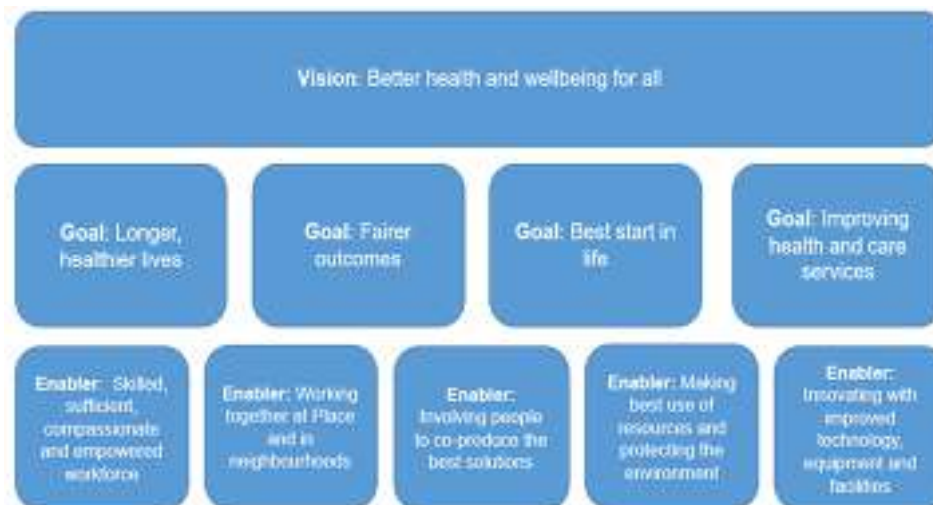 Vision: Better health and wellbeing for all
Goal: Longer,
healthier lives
Goal: Fairer
outcomes
Goal: Best start in
life
Goal: Improving
health and care
services
Enabler: Skilled,
sufficient,
compassionate
and empowered
workforce
Enabler: Working
together at Place
and in
neighbourhoods
Enabler:
Involving people
to co-produce the
best solutions
Enabler: Making
best use of
resources and
protecting the
environment
Enabler:
Innovating with
improved
technology,
equipment and
facilities